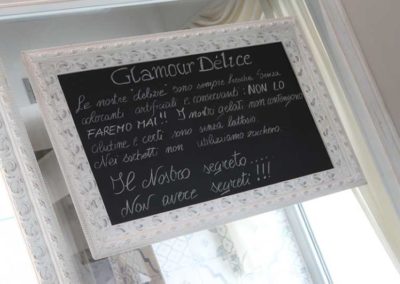 Glamour Délice
Le nostre "delizie" sono sempre fresche, senza
coloranti artificiali e conservanti: NON LO
FAREMO MAI!! I nostri gelati non contengono
glutine e certi sono senza lattosio.
Nei sorbetti non utilizziamo zucchero.
Il Nostro segreto.....
Non avere segreti!!!